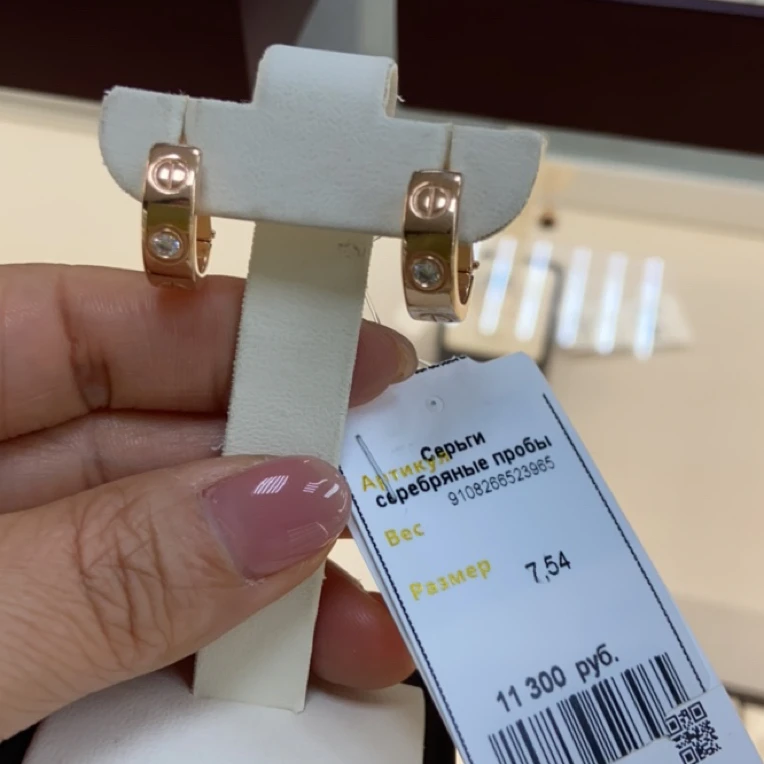 Серьги
Артикул
серебряные пробы
9108266523965
Вес
Размер
7,54
11 300 руб.